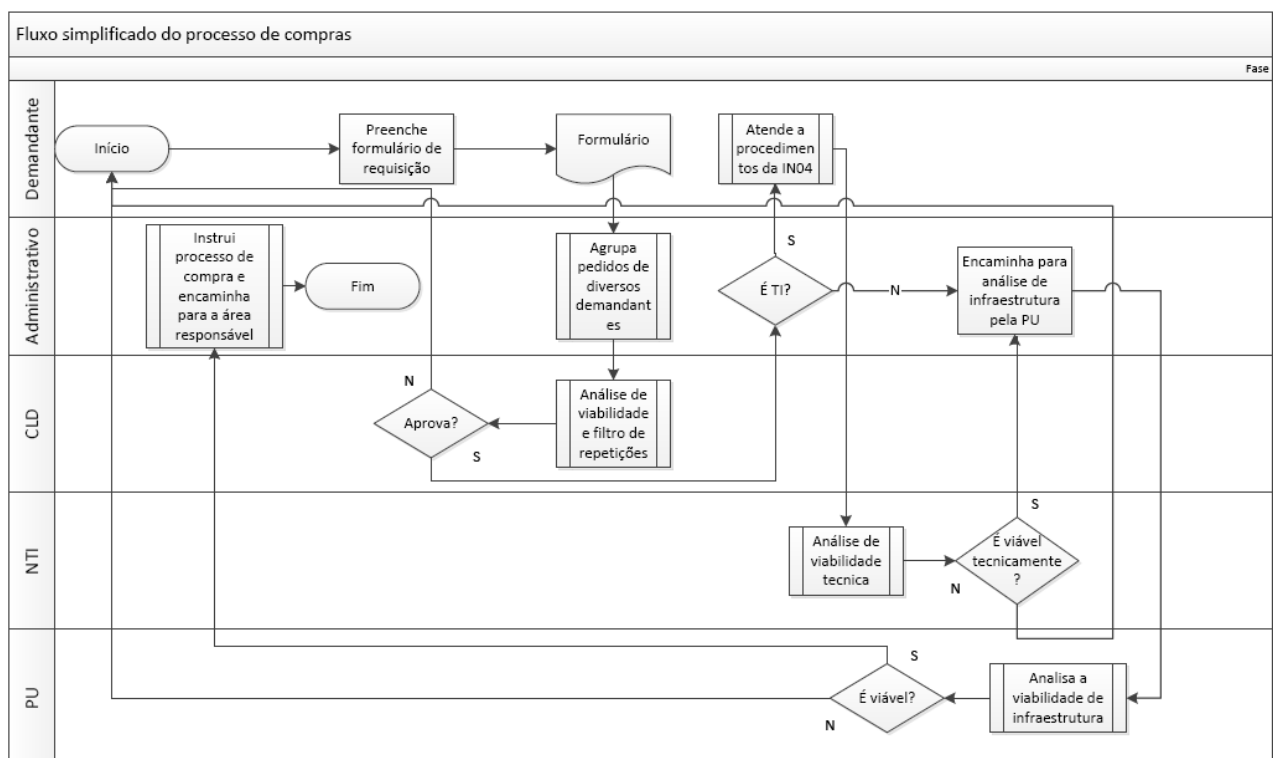 Fluxo simplificado do processo de compras
Fase
Demandante
Início
Preenche
formulário de
requisição
Formulário
Atende a
procedimen
tos da IN04
Administrativo
Instrui
processo de
compra e
encaminha
para a área
responsável
Fim
Agrupa
pedidos de
diversos
demandant
es
S
É TI?
N
Encaminha para
análise de
infraestrutura
pela PU
CLD
N
Aprova?
S
Análise de
viabilidade
e filtro de
repetições
NTI
Análise de
viabilidade
tecnica
S
É viável
tecnicamente
?
N
PU
S
É viável?
N
Analisa a
viabilidade de
infraestrutura